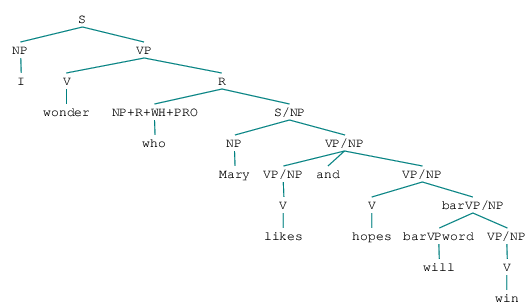 S
NP VP
I V R
wonder NP+R+WH+PRO S/NP
who NP VP/NP
Mary VP/NP and VP/NP
V V barVP/NP
likes hopes barVPword VP/NP
will V
win